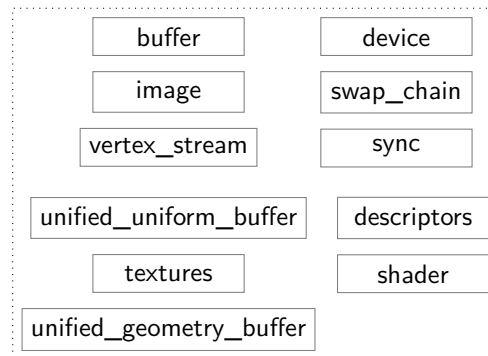 buffer
device
image
swap_chain
vertex_stream
sync
unified_uniform_buffer
descriptors
textures
shader
unified_geometry_buffer